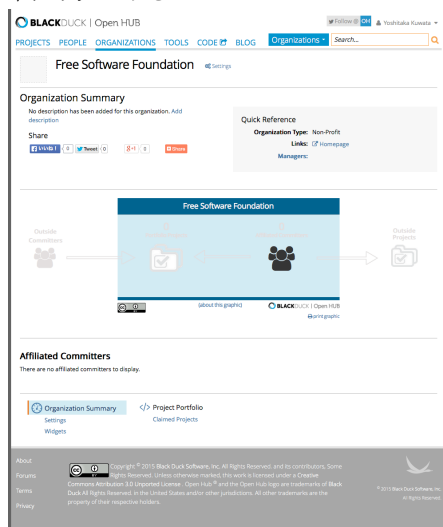 BLACKDUCK | Open HUB
Follow @ OH Yoshitaka Kuwata
PROJECTS PEOPLE ORGANIZATIONS TOOLS CODE BLOG Organizations Search...
Free Software Foundation Settings
Organization Summary
No description has been added for this organization. Add
description
Share
いいね! 0 Tweet 0 g+1 0 Share
Quick Reference
Organization Type: Non-Profit
Links: Homepage
Managers:
Free Software Foundation
Outside
Committers
Outside
Projects
(about this graphic)
BLACKDUCK | Open HUB
print graphic
Affiliated Committers
There are no affiliated committers to display.
Organization Summary
Settings
Widgets
Project Portfolio
Claimed Projects
About
Forums
Terms
Privacy
Copyright © 2015 Black Duck Software, Inc. All Rights Reserved, and its contributors. Some
Rights Reserved. Unless otherwise marked, this work is licensed under a Creative
Commons Attribution 3.0 Unported License. Open Hub ® and the Open Hub logo are trademarks of Black
Duck All Rights Reserved. in the United States and/or other jurisdictions. All other trademarks are the
property of their respective holders.
© 2015 Black Duck Software, Inc.
All Rights Reserved.